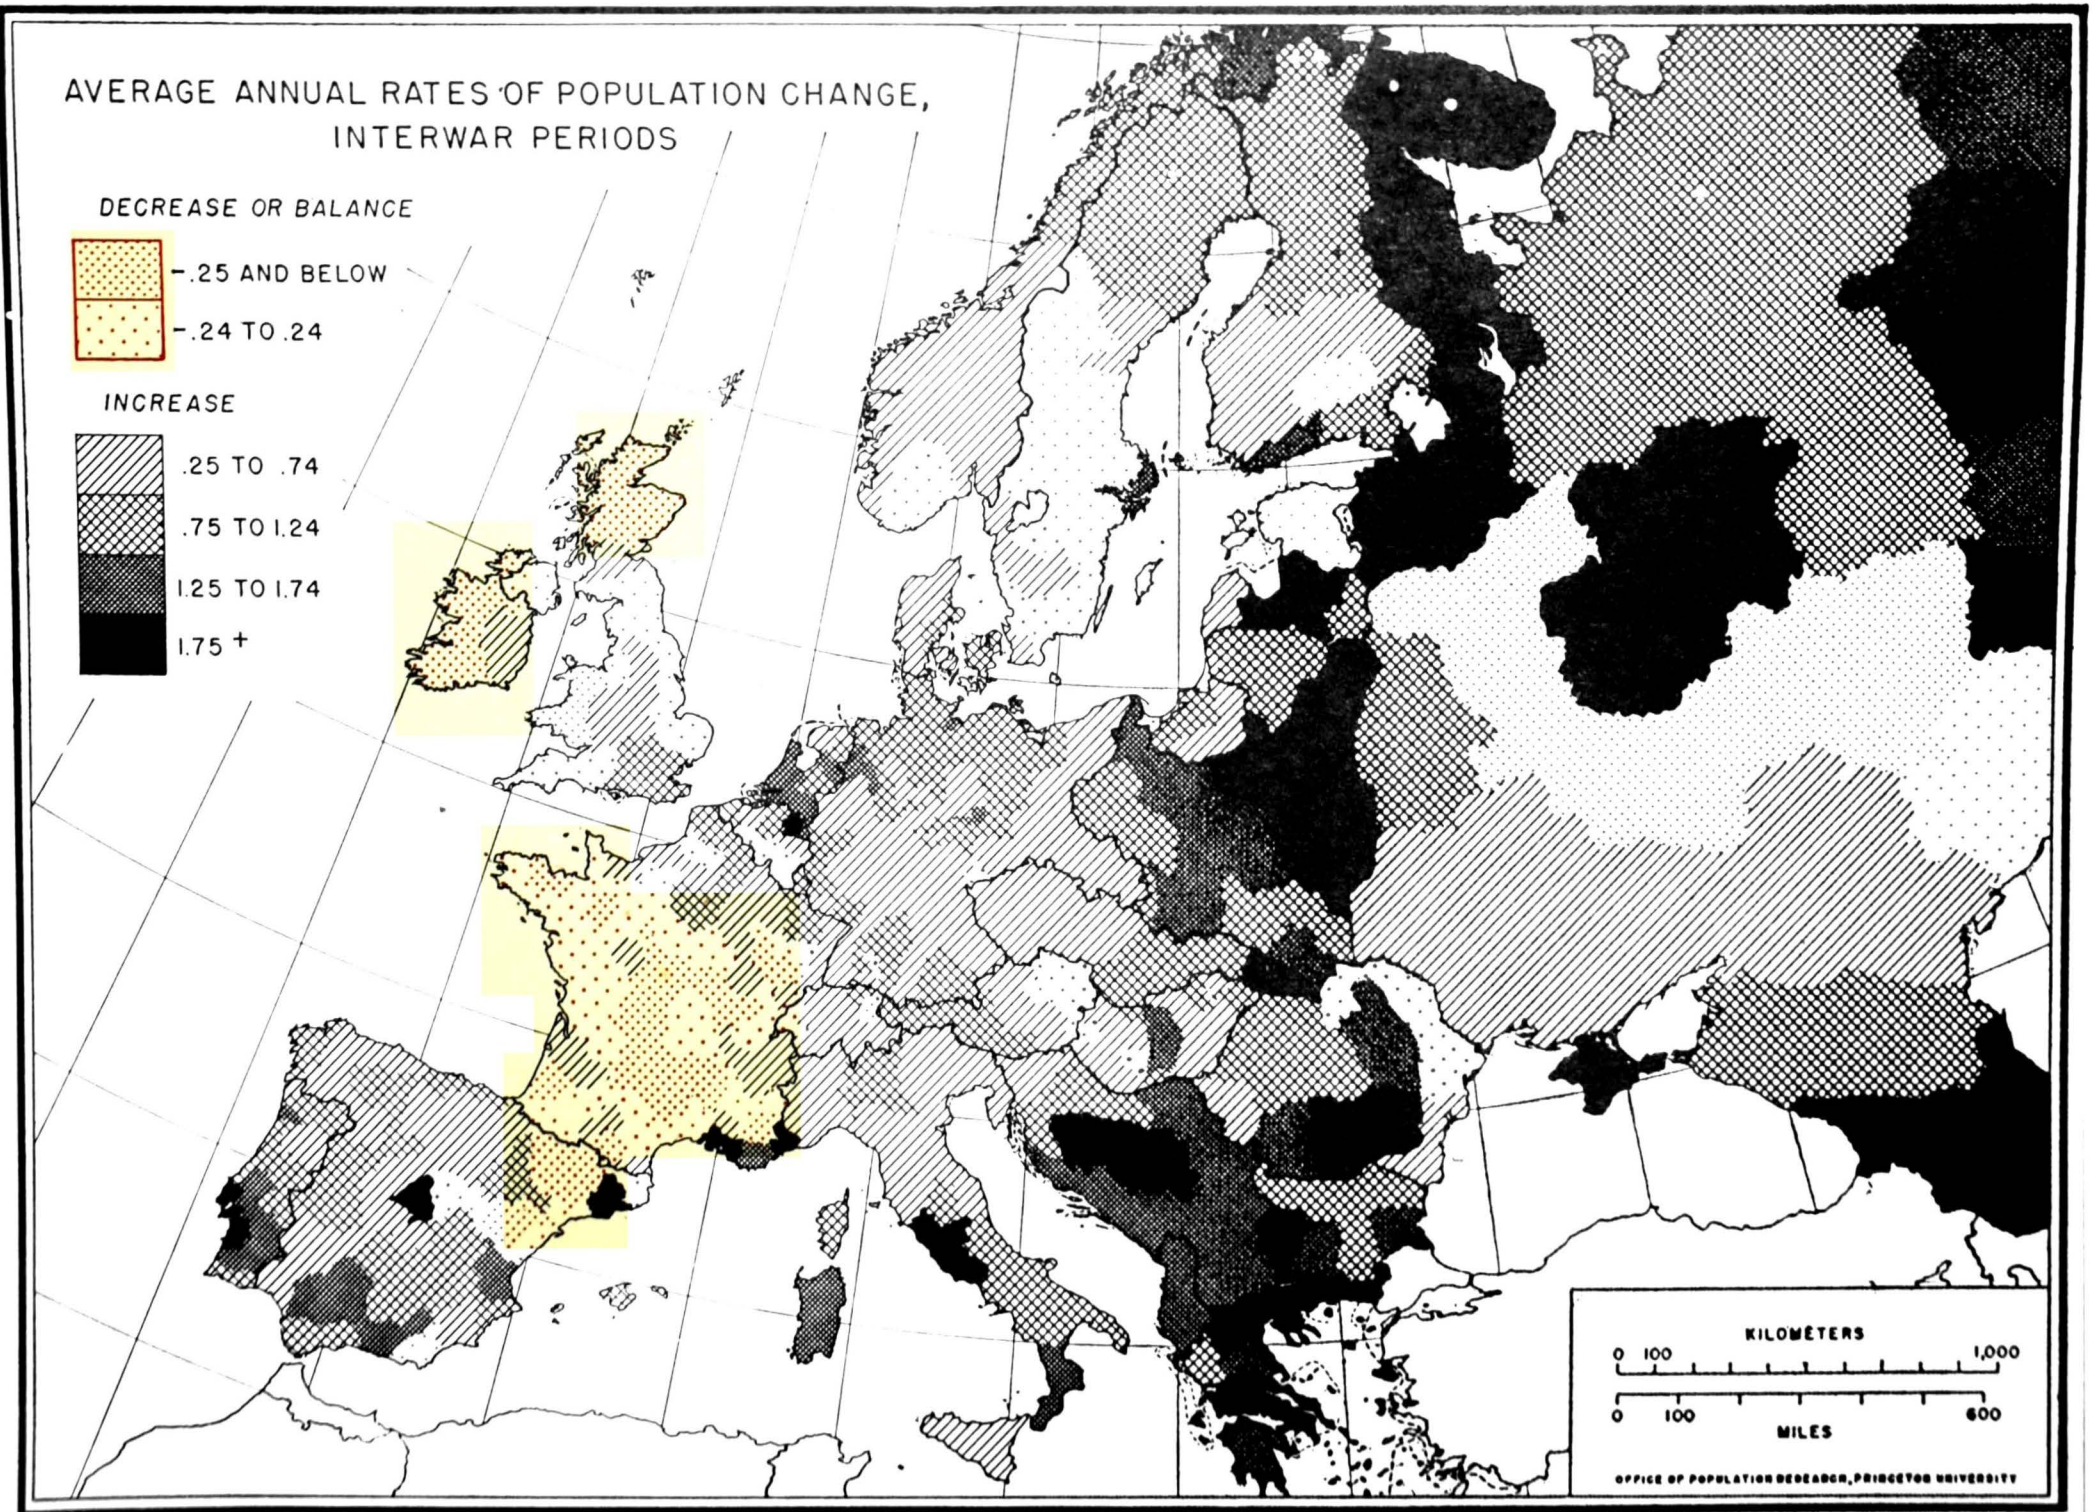 AVERAGE ANNUAL RATES OF POPULATION CHANGE,
INTERWAR PERIODS
DECREASE OR BALANCE
-.25 AND BELOW
-.24 TO .24
INCREASE
.25 TO .74
.75 TO 1.24
1.25 TO 1.74
1.75 +
KILOMETERS
0 100 1,000
0 100 600
MILES
OFFICE OF POPULATION RESEARCH, PRINCETON UNIVERSITY